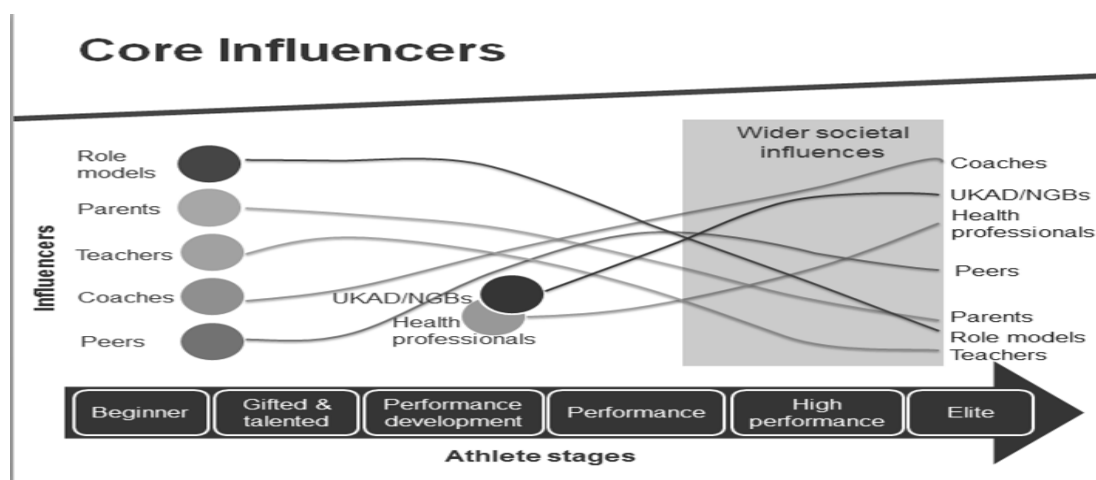 Core Influencers
Wider societal
influences
Influencers
Role
models
Parents
Teachers
Coaches
Peers
UKAD/NGBs
Health
professionals
Coaches
UKAD/NGBs
Health
professionals
Peers
Parents
Role models
Teachers
Beginner
Gifted &
talented
Performance
development
Performance
High
performance
Elite
Athlete stages